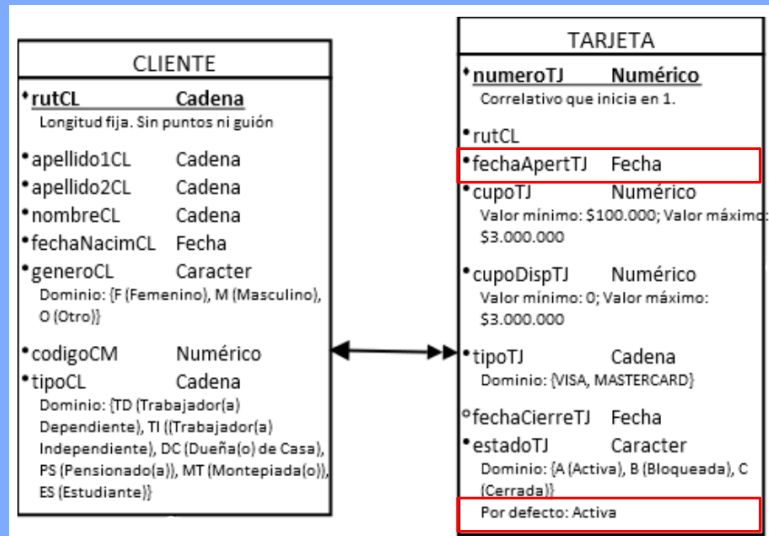 CLIENTE
rutCL Cadena
Longitud fija. Sin puntos ni guión
apellido1CL Cadena
apellido2CL Cadena
nombreCL Cadena
fechaNacimCL Fecha
generoCL Caracter
Dominio: {F (Femenino), M (Masculino),
O (Otro)}
codigoCM Numérico
tipoCL Cadena
Dominio: {TD (Trabajador(a)
Dependiente), TI ((Trabajador(a)
Independiente), DC (Dueña(o) de Casa),
PS (Pensionado(a)), MT (Montepiada(o)),
ES (Estudiante)}
TARJETA
numeroTJ Numérico
Correlativo que inicia en 1.
rutCL
fechaApertTJ Fecha
cupoTJ Numérico
Valor mínimo: $100.000; Valor máximo:
$3.000.000
cupoDispTJ Numérico
Valor mínimo: 0; Valor máximo:
$3.000.000
tipoTJ Cadena
Dominio: {VISA, MASTERCARD}
fechaCierreTJ Fecha
estadoTJ Caracter
Dominio: {A (Activa), B (Bloqueada), C
(Cerrada)}
Por defecto: Activa